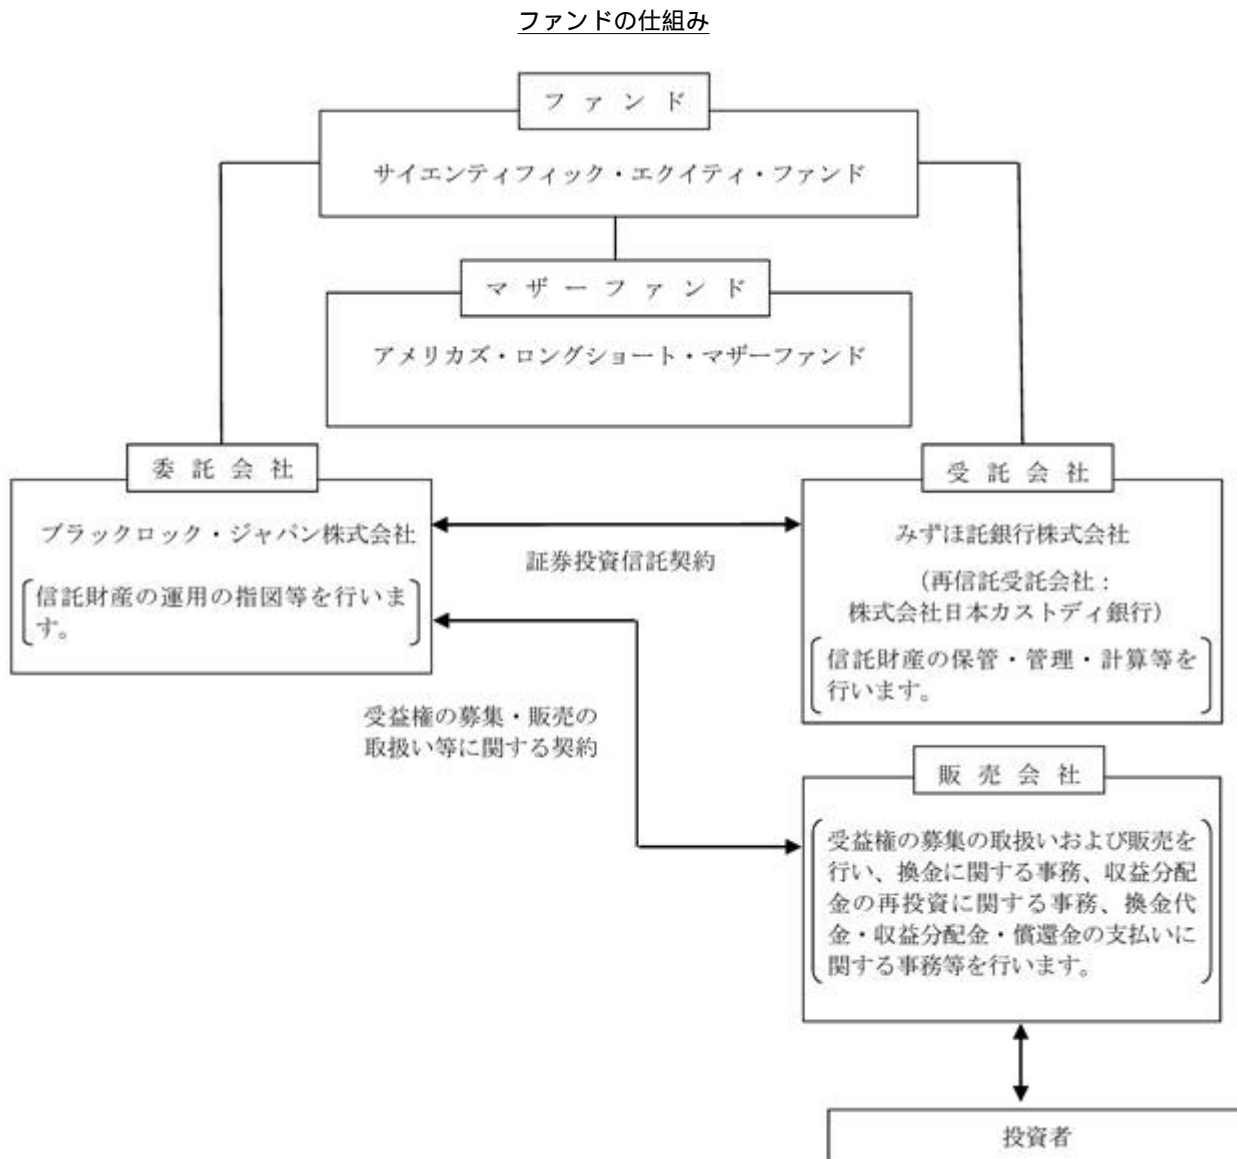 ファンドの仕組み
ファンド
サイエンティフィック・エクイティ・ファンド
マザーファンド
アメリカズ・ロングショート・マザーファンド
委託会社
ブラックロック・ジャパン株式会社
信託財産の運用の指図等を行いま
す。
証券投資信託契約
受託会社
みずほ託銀行株式会社
（再信託受託会社：
株式会社日本カストディ銀行）
信託財産の保管・管理・計算等を
行います。
受益権の募集・販売の
取扱い等に関する契約
販売会社
受益権の募集の取扱いおよび販売を
行い、換金に関する事務、収益分配
金の再投資に関する事務、換金代
金・収益分配金・償還金の支払いに
関する事務等を行います。
投資者